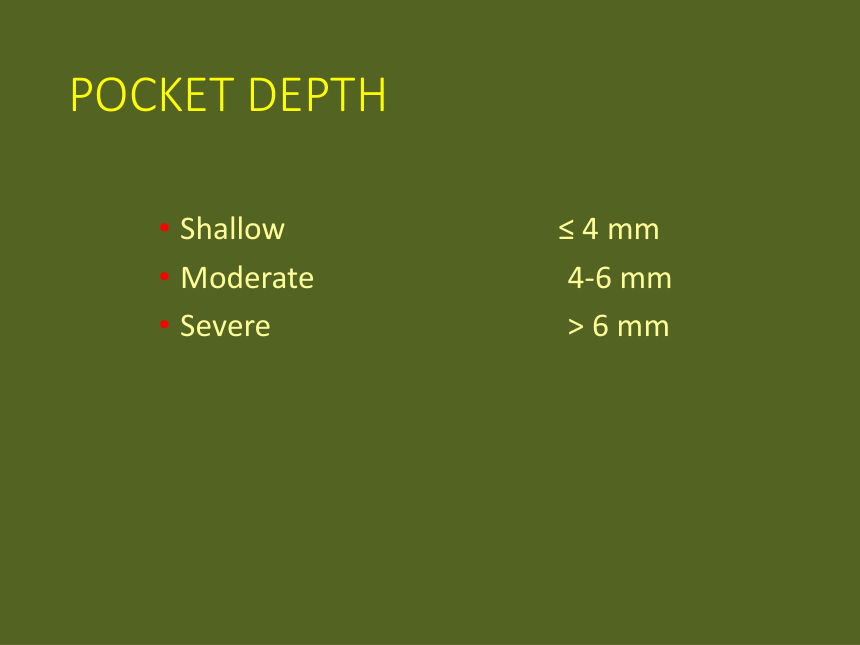 POCKET DEPTH
• Shallow ≤ 4 mm
• Moderate 4-6 mm
• Severe > 6 mm